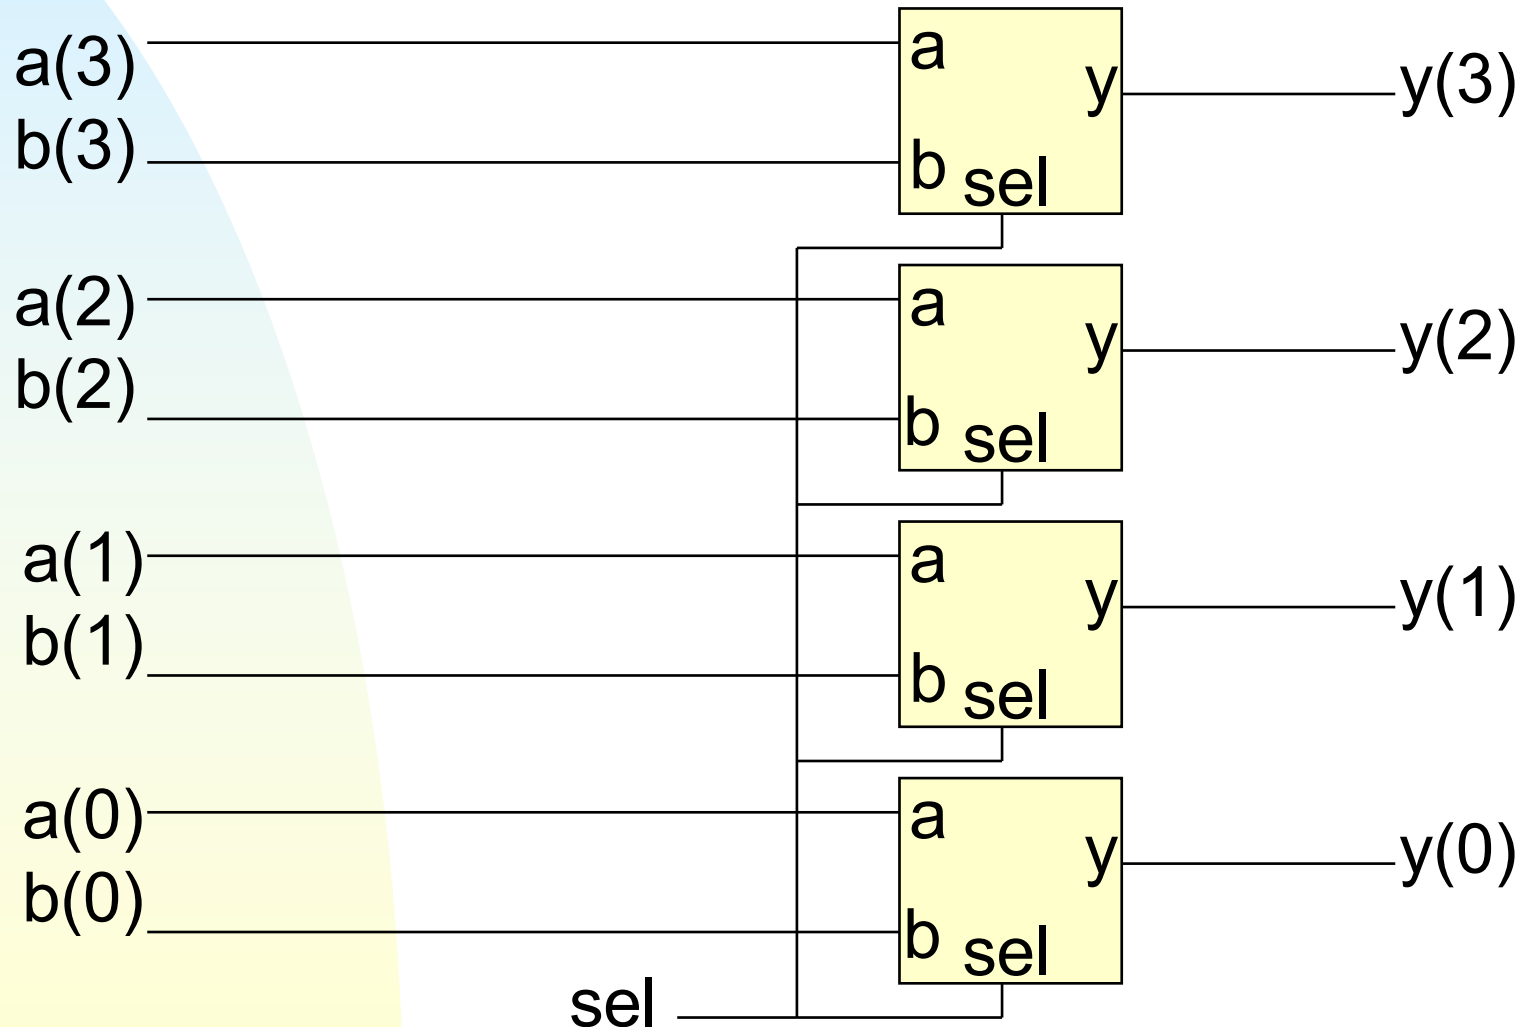 a(3)
b(3)
a
b
sel
y
y(3)
a(2)
b(2)
a
b
sel
y
y(2)
a(1)
b(1)
a
b
sel
y
y(1)
a(0)
b(0)
a
b
sel
y
y(0)
sel